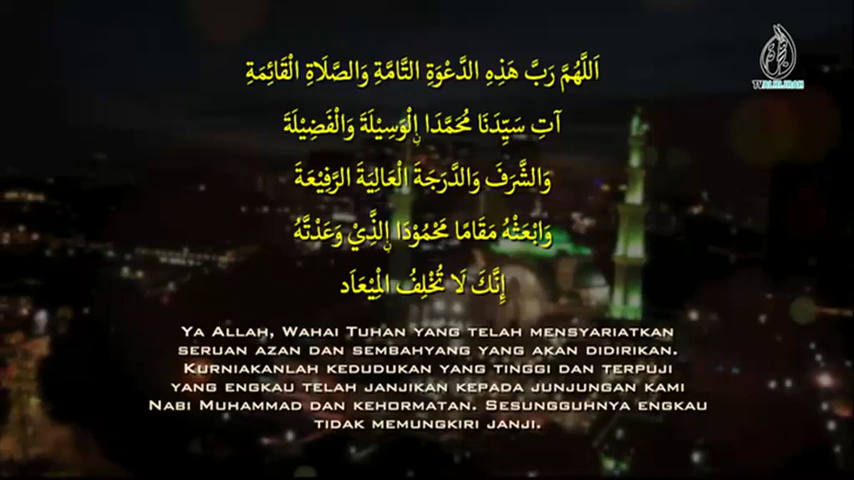 اَللّٰهُمَّ رَبَّ هَذِهِ الدَّعْوَةِ التَّامَّةِ وَالصَّلَاةِ الْقَائِمَةِ
آتِ سَيِّدَنَا مُحَمَّدَا ࣙالْوَسِيْلَةَ وَالْفَضِيْلَةَ
وَالشَّرَفَ وَالدَّرَجَةَ الْعَالِيَةَ الرَّفِيْعَةَ
وَابْعَثْهُ مَقَامًا مَحْمُوْدَا نِالَّذِيْ وَعَدْتَّهُ
إِنَّكَ لَا تُخْلِفُ الْمِيْعَاَد
YA ALLAH, WAHAI TUHAN YANG TELAH MENSYARIATKAN
SERUAN AZAN DAN SEMBAHYANG YANG AKAN DIDIRIKAN.
KURNIAKANLAH KEDUDUKAN YANG TINGGI DAN TERPUJI
YANG ENGKAU TELAH JANJIKAN KEPADA JUNJUNGAN KAMI
NABI MUHAMMAD DAN KEHORMATAN. SESUNGGUHNYA ENGKAU
TIDAK MEMUNGKIRI JANJI.